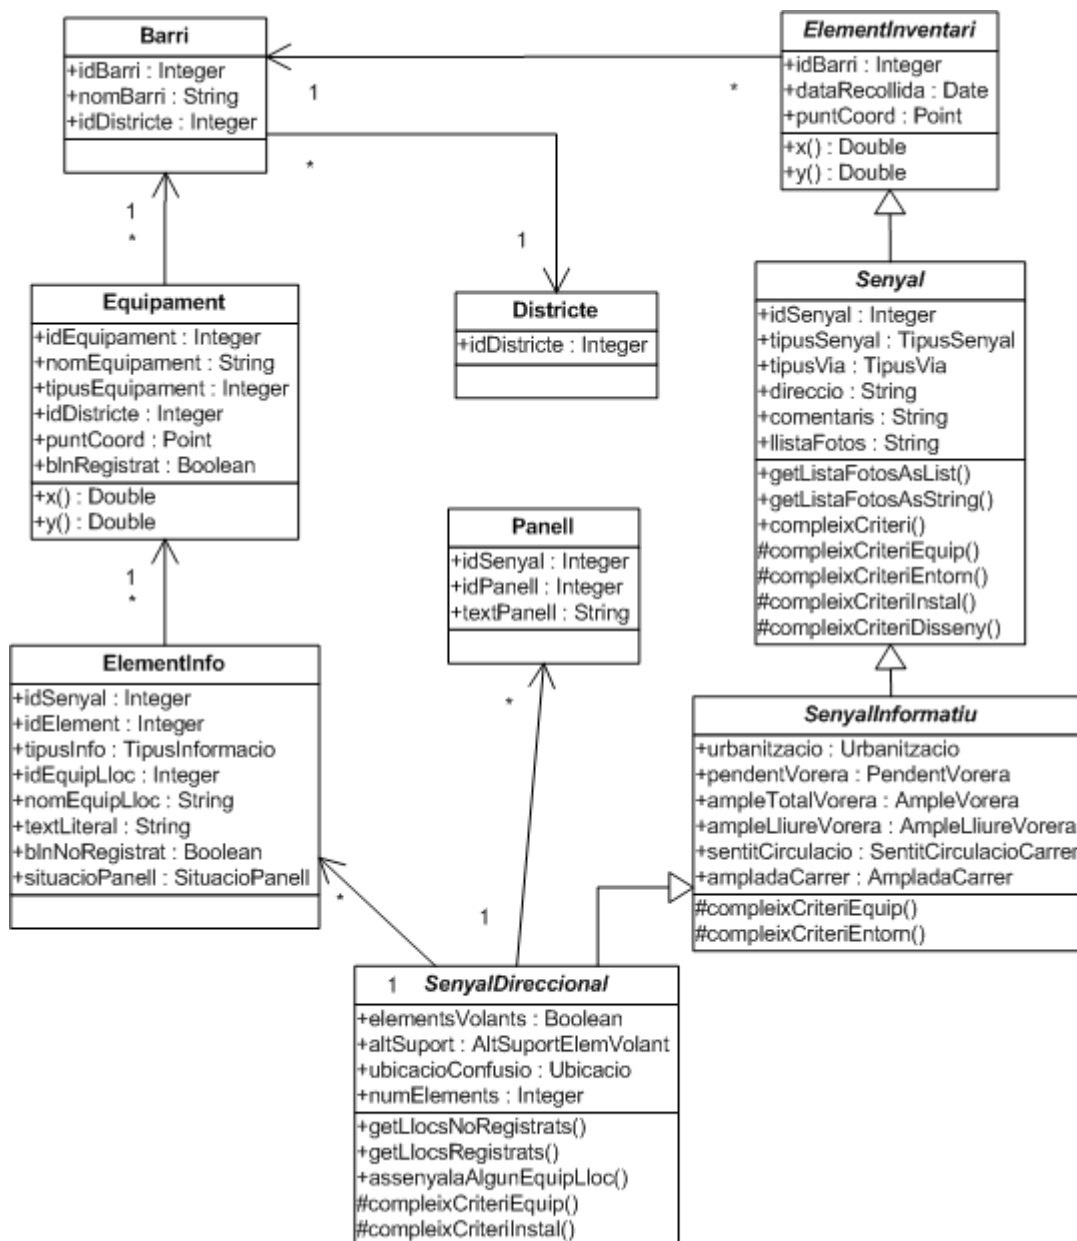 Barri
+idBarri : Integer
+nomBarri : String
+idDistricte : Integer
ElementInventari
+idBarri : Integer
+dataRecollida : Date
+puntCoord : Point
+x() : Double
+y() : Double
1
*
*
1
1
*
Equipament
+idEquipament : Integer
+nomEquipament : String
+tipusEquipament : Integer
+idDistricte : Integer
+puntCoord : Point
+blnRegistrat : Boolean
+x() : Double
+y() : Double
Districte
+idDistricte : Integer
Senyal
+idSenyal : Integer
+tipusSenyal : TipusSenyal
+tipusVia : TipusVia
+direccio : String
+comentaris : String
+llistaFotos : String
+getListaFotosAsList()
+getListaFotosAsString()
+compleixCriteri()
#compleixCriteriEquip()
#compleixCriteriEntorn()
#compleixCriteriInstal()
#compleixCriteriDisseny()
Panell
+idSenyal : Integer
+idPanell : Integer
+textPanell : String
1
*
ElementInfo
+idSenyal : Integer
+idElement : Integer
+tipusInfo : TipusInformacio
+idEquipLloc : Integer
+nomEquipLloc : String
+textLiteral : String
+blnNoRegistrat : Boolean
+situacioPanell : SituacioPanell
*
SenyalInformatiu
+urbanitzacio : Urbanitzacio
+pendentVorera : PendentVorera
+ampleTotalVorera : AmpleVorera
+ampleLliureVorera : AmpleLliureVorera
+sentitCirculacio : SentitCirculacioCarrer
+ampladaCarrer : AmpladaCarrer
#compleixCriteriEquip()
#compleixCriteriEntorn()
*
1
1
SenyalDireccional
+elementsVolants : Boolean
+altSuport : AltSuportElemVolant
+ubicacioConfusio : Ubicacio
+numElements : Integer
+getLlocsNoRegistrats()
+getLlocsRegistrats()
+assenyalaAlgunEquipLloc()
#compleixCriteriEquip()
#compleixCriteriInstal()